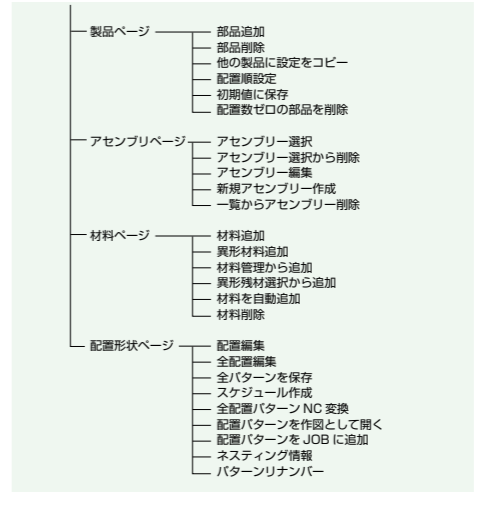 製品ページ 部品追加
部品削除
他の製品に設定をコピー
配置順設定
初期値に保存
配置数ゼロの部品を削除
アセンブリページ アセンブリー選択
アセンブリー選択から削除
アセンブリー編集
新規アセンブリー作成
一覧からアセンブリー削除
材料ページ 材料追加
異形材料追加
材料管理から追加
異形残材選択から追加
材料を自動追加
材料削除
配置形状ページ 配置編集
全配置編集
全パターンを保存
スケジュール作成
全配置パターン NC 変換
配置パターンを作図として開く
配置パターンを JOB に追加
ネスティング情報
パターンリナンバー